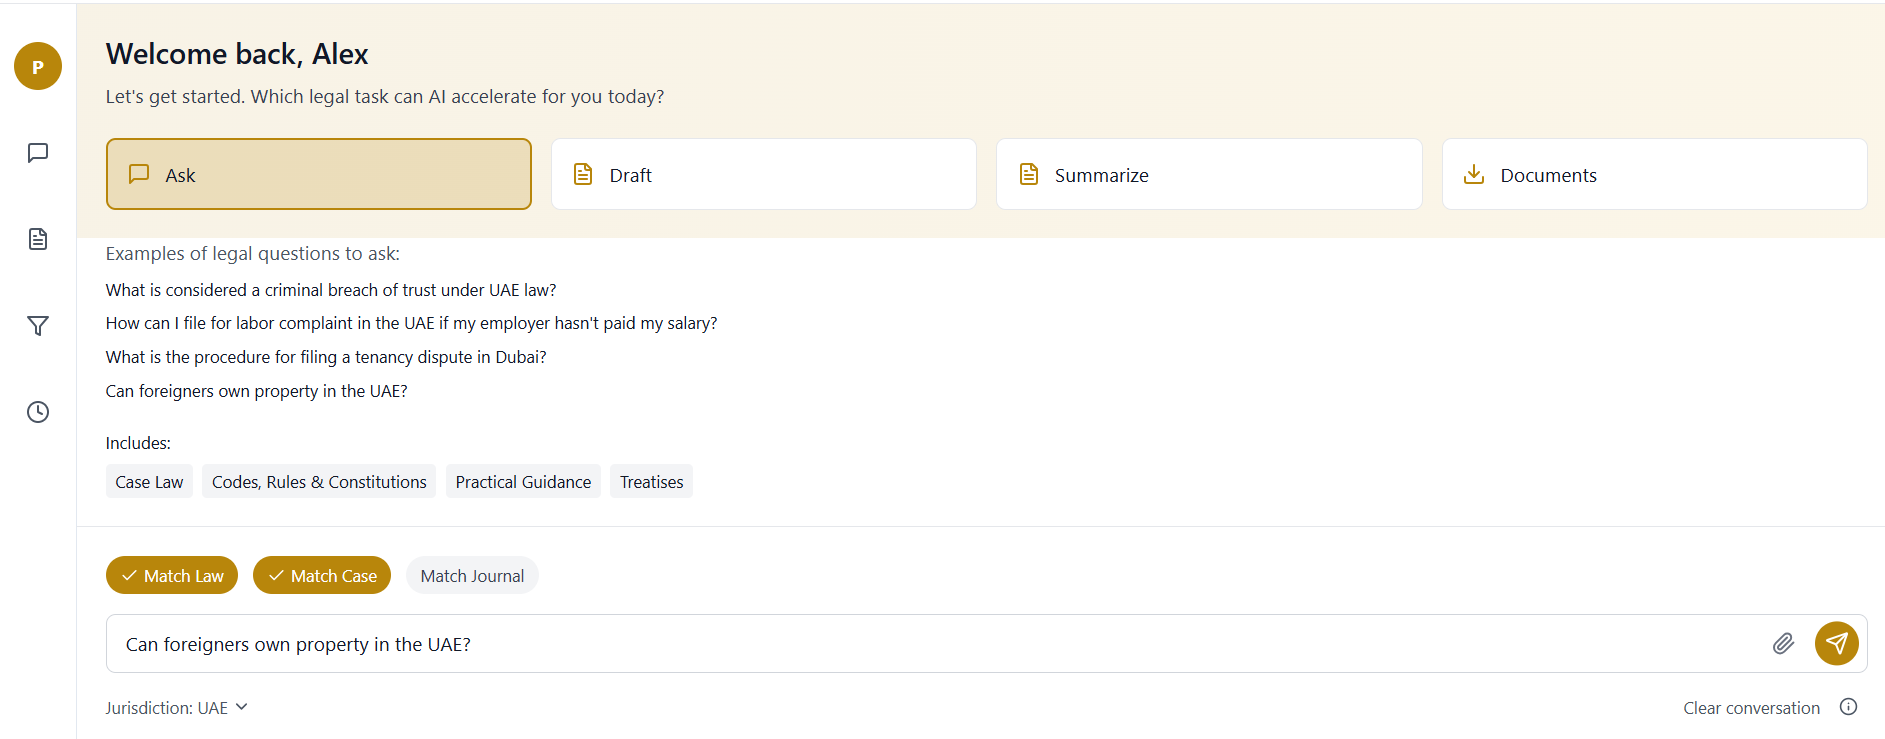 P
Welcome back, Alex
Let's get started. Which legal task can AI accelerate for you today?
Ask
Draft
Summarize
Documents
Examples of legal questions to ask:
What is considered a criminal breach of trust under UAE law?
How can I file for labor complaint in the UAE if my employer hasn't paid my salary?
What is the procedure for filing a tenancy dispute in Dubai?
Can foreigners own property in the UAE?
Includes:
Case Law
Codes, Rules & Constitutions
Practical Guidance
Treatises
Match Law
Match Case
Match Journal
Can foreigners own property in the UAE?
Jurisdiction: UAE
Clear conversation